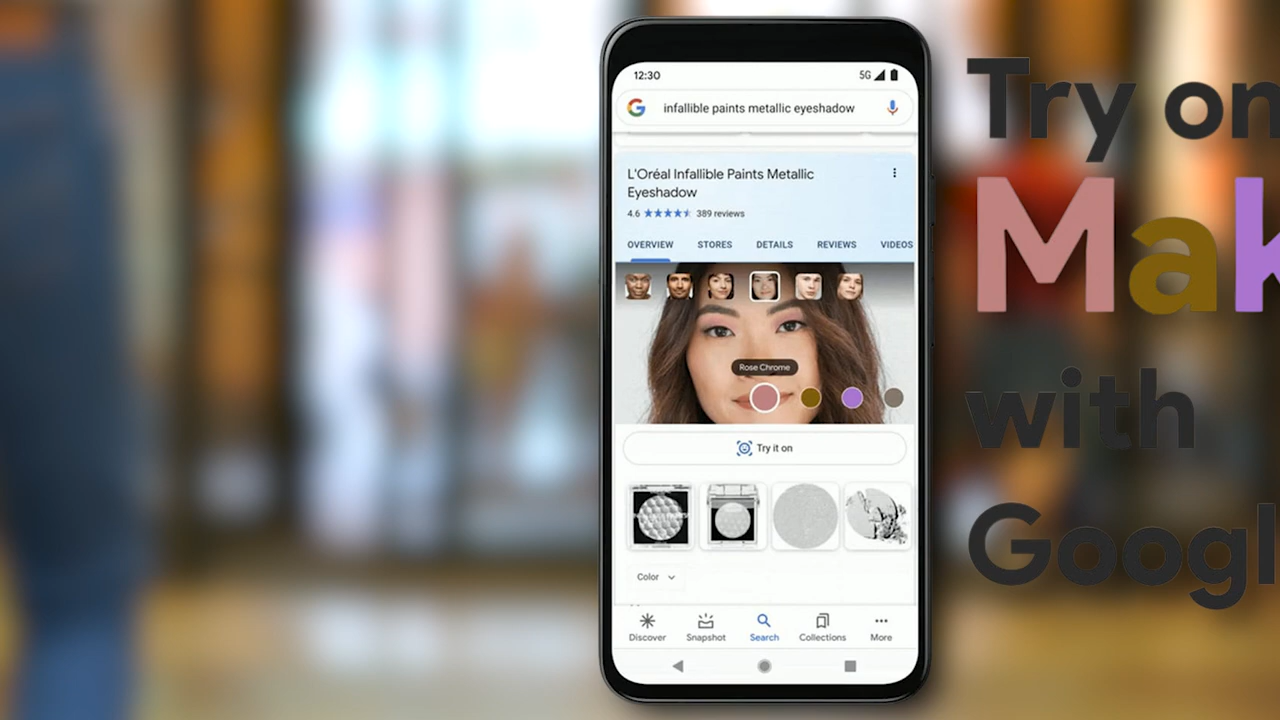 12:30
5G
infallible paints metallic eyeshadow
L'Oréal Infallible Paints Metallic
Eyeshadow
4.6
389 reviews
OVERVIEW
STORES
DETAILS
REVIEWS
VIDEOS
Rose Chrome
Try it on
Color
Discover
Snapshot
Search
Collections
More
Try on
Mak
with
Googl